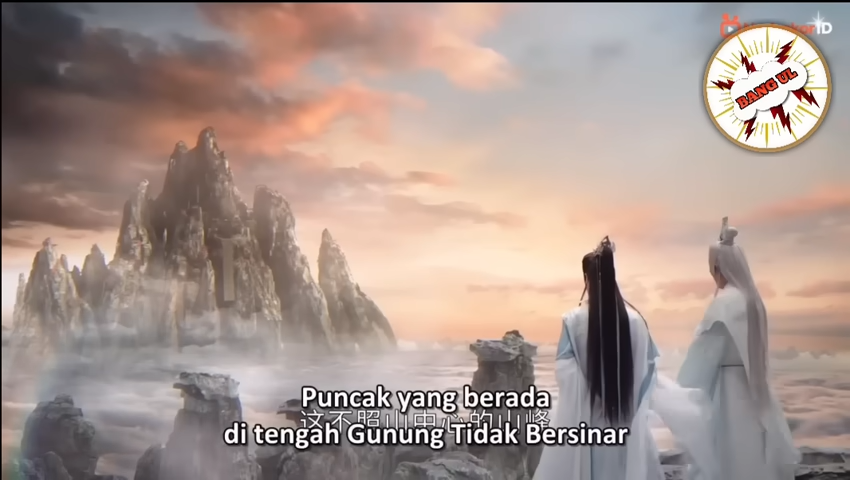 BANG UL
Puncak yang berada
这不照山中心的山峰
di tengah Gunung Tidak Bersinar